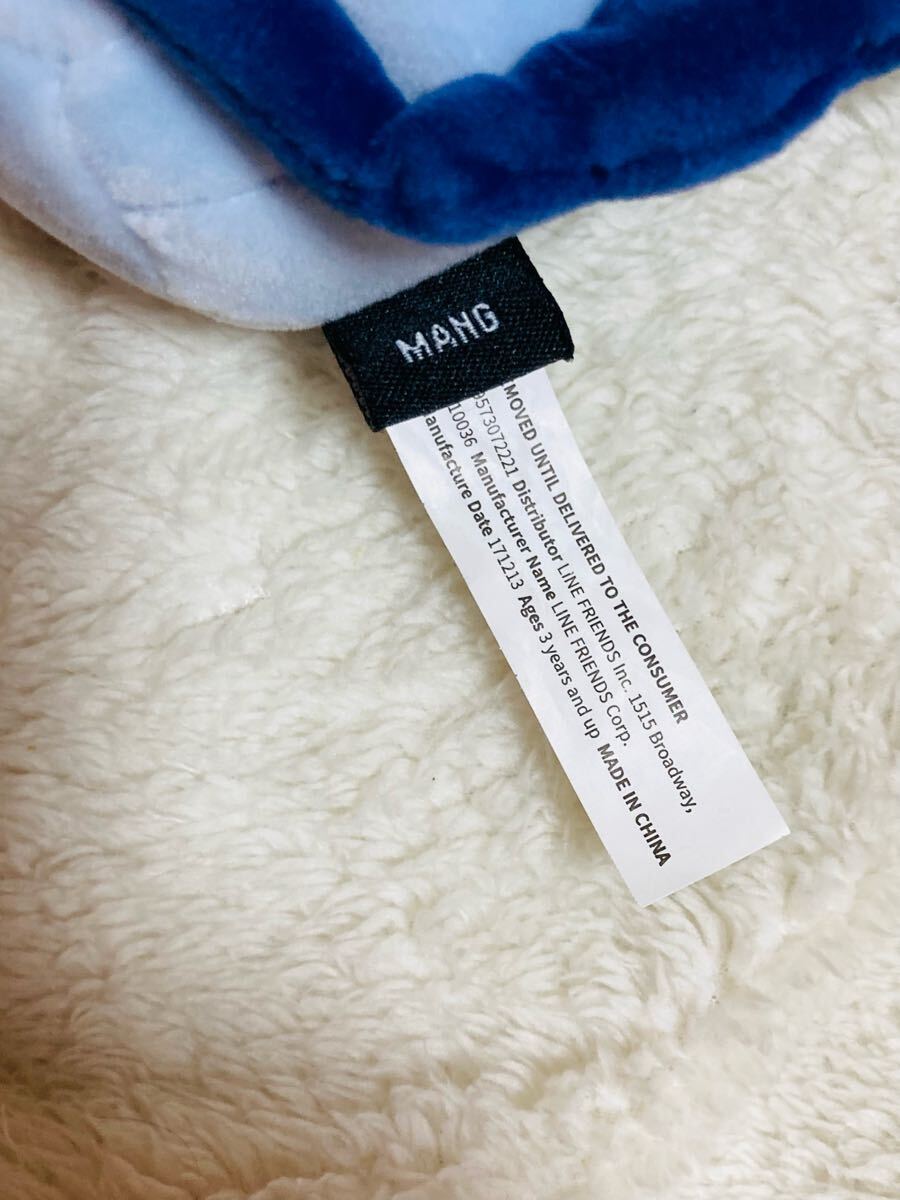 MANG
MOVED UNTIL DELIVERED TO THE CONSUMER
9573072221 Distributor LINE FRIENDS Inc. 1515 Broadway,
10036 Manufacturer Name LINE FRIENDS Corp.
anufacture Date 171213 Ages 3 years and up MADE IN CHINA